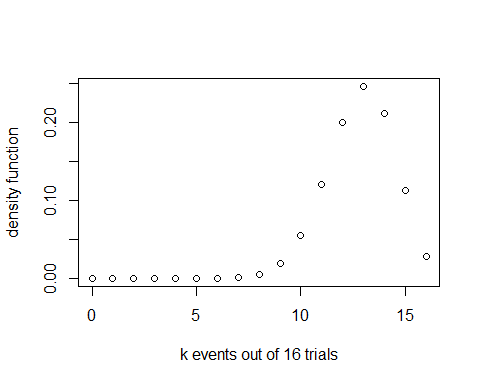 density function
0.20
0.10
0.00
0 5 10 15
k events out of 16 trials